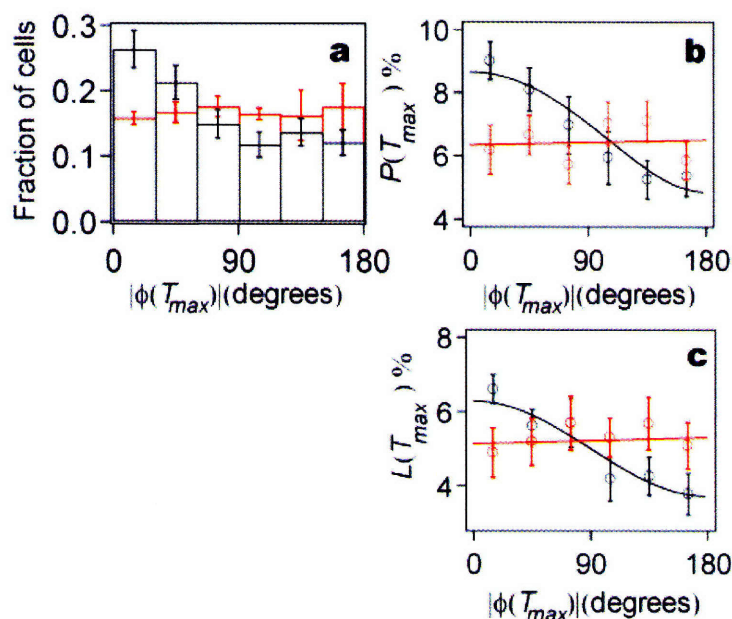 Fraction of cells
0.3
0.2
0.1
0.0
a
0
90
180
|ϕ(Tmax)|(degrees)
P(Tmax) %
10
8
6
4
b
0
90
180
|ϕ(Tmax)|(degrees)
L(Tmax) %
8
6
4
c
0
90
180
|ϕ(Tmax)|(degrees)